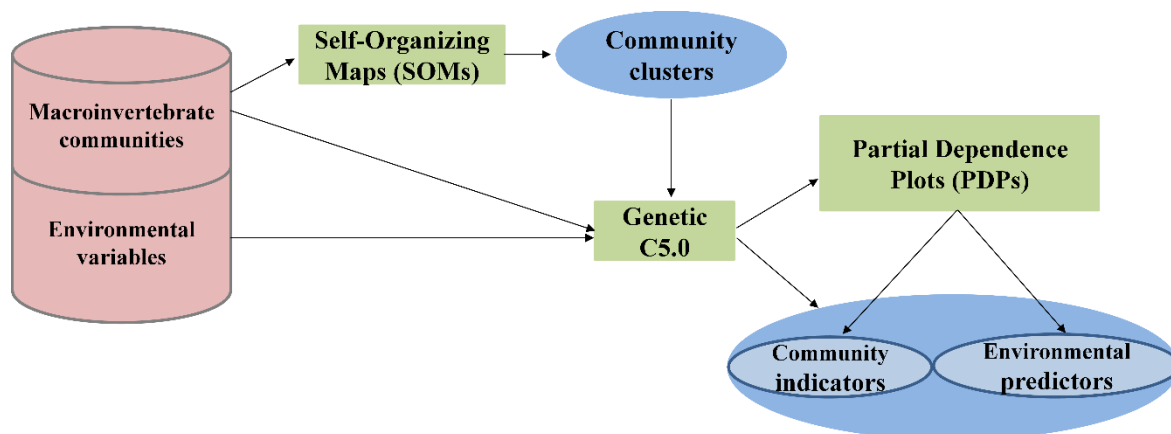 Self-Organizing
Maps (SOMs)
Community
clusters
Macroinvertebrate
communities
Partial Dependence
Plots (PDPs)
Environmental
variables
Genetic
C5.0
Community
indicators
Environmental
predictors